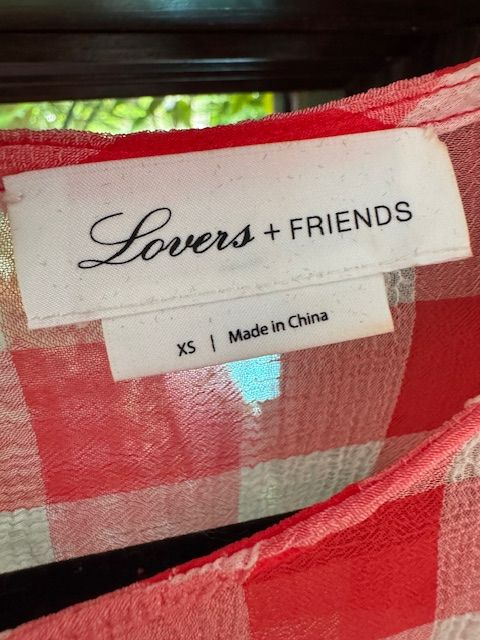 Lovers + FRIENDS
XS | Made in China